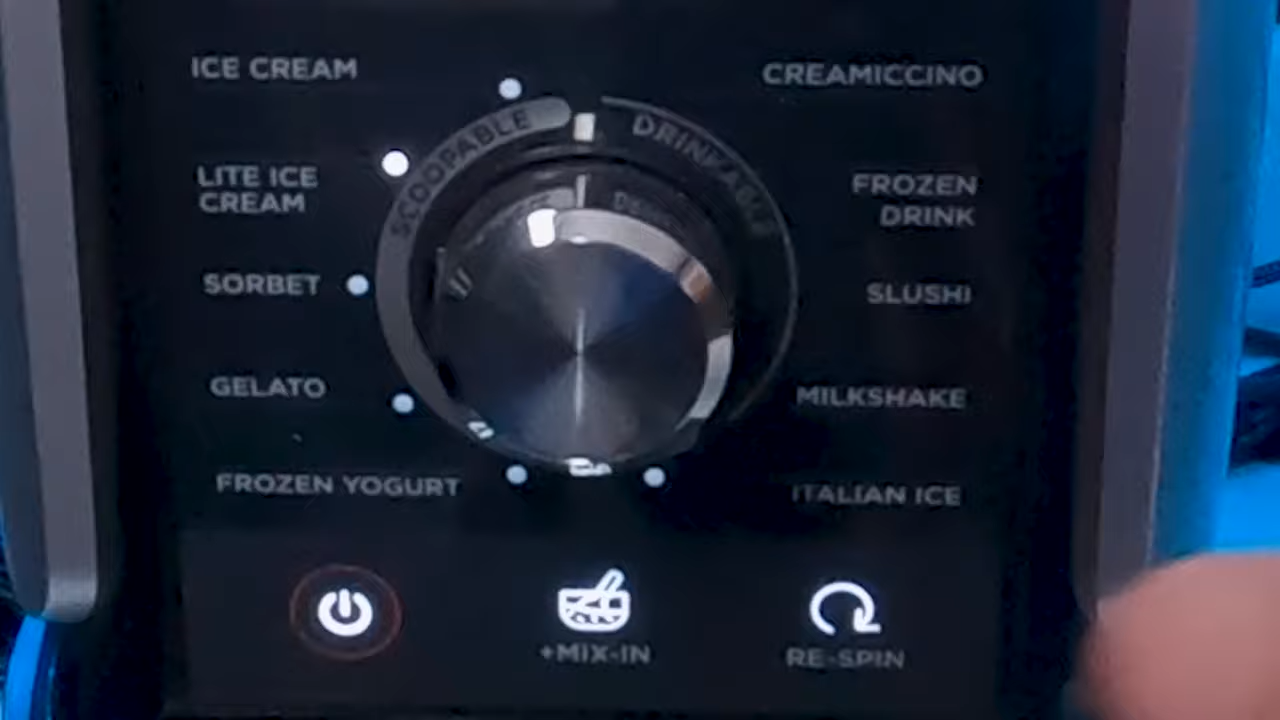 ICE CREAM
CREAMICCINO
SCOOPABLE
DRINKABLE
LITE ICE
CREAM
FROZEN
DRINK
SORBET
SLUSHI
GELATO
MILKSHAKE
FROZEN YOGURT
ITALIAN ICE
+MIX-IN
RE-SPIN